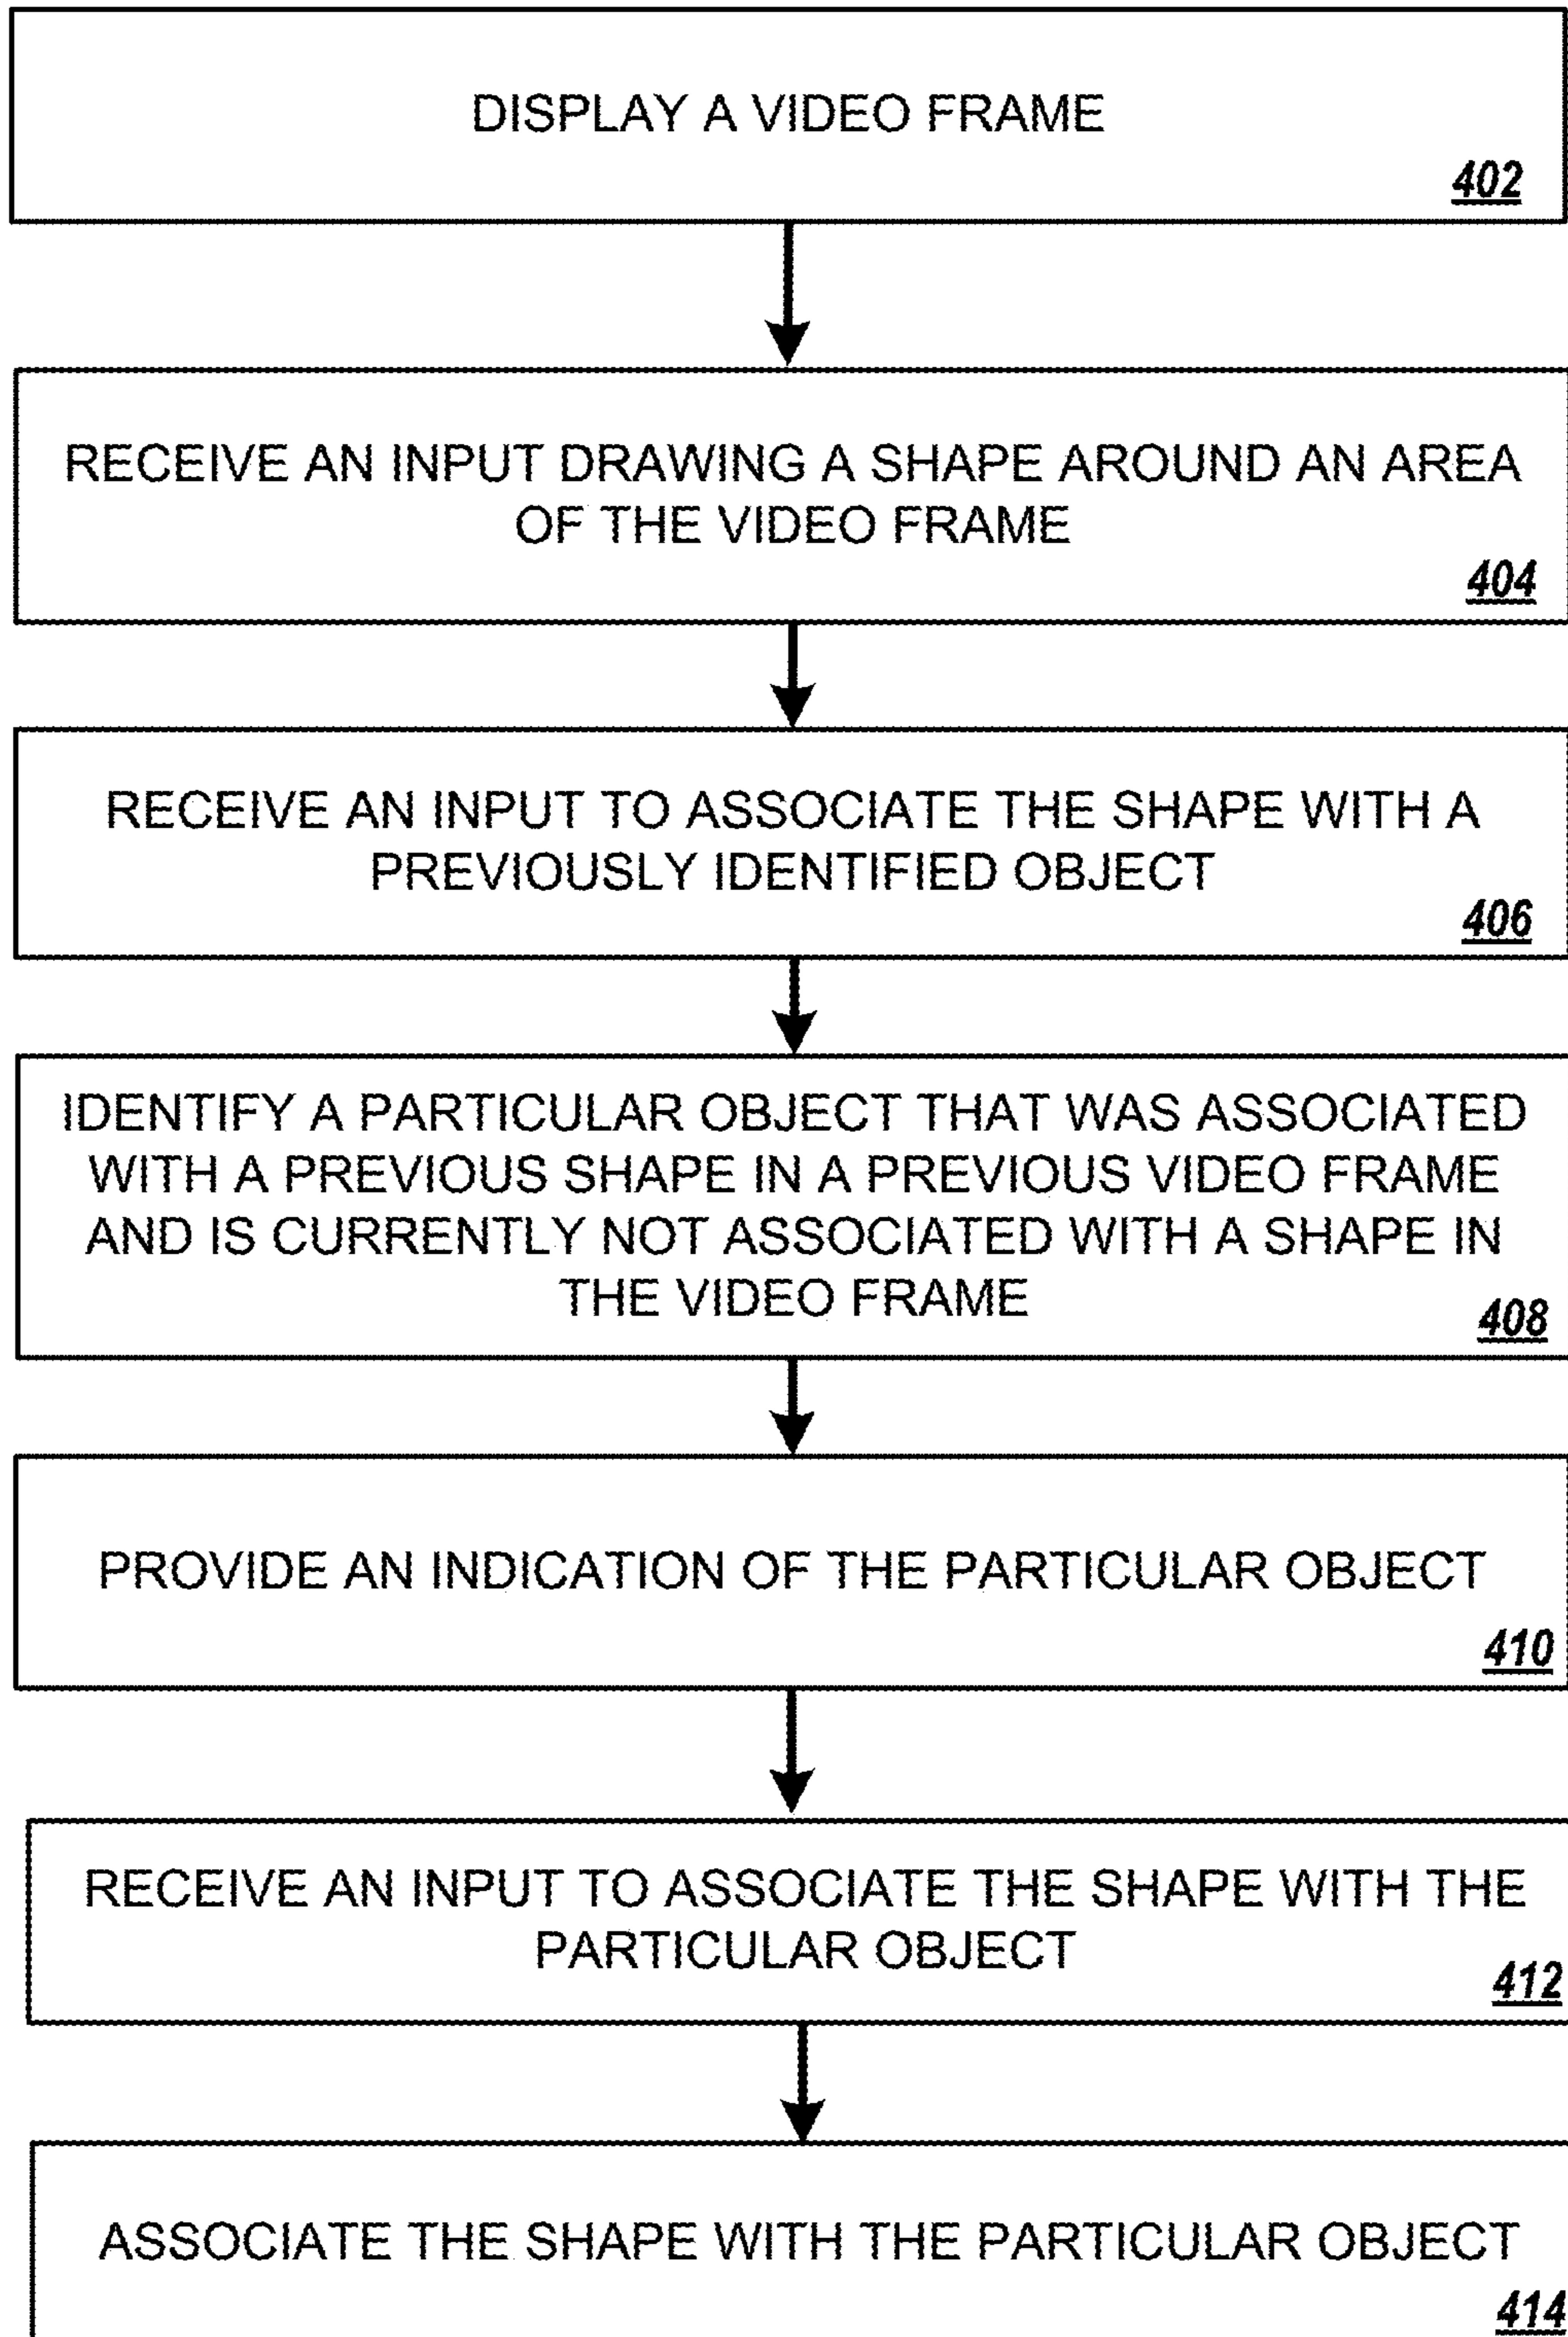 DISPLAY A VIDEO FRAME
402
RECEIVE AN INPUT DRAWING A SHAPE AROUND AN AREA
OF THE VIDEO FRAME
404
RECEIVE AN INPUT TO ASSOCIATE THE SHAPE WITH A
PREVIOUSLY IDENTIFIED OBJECT
406
IDENTIFY A PARTICULAR OBJECT THAT WAS ASSOCIATED
WITH A PREVIOUS SHAPE IN A PREVIOUS VIDEO FRAME
AND IS CURRENTLY NOT ASSOCIATED WITH A SHAPE IN
THE VIDEO FRAME
408
PROVIDE AN INDICATION OF THE PARTICULAR OBJECT
410
RECEIVE AN INPUT TO ASSOCIATE THE SHAPE WITH THE
PARTICULAR OBJECT
412
ASSOCIATE THE SHAPE WITH THE PARTICULAR OBJECT
414